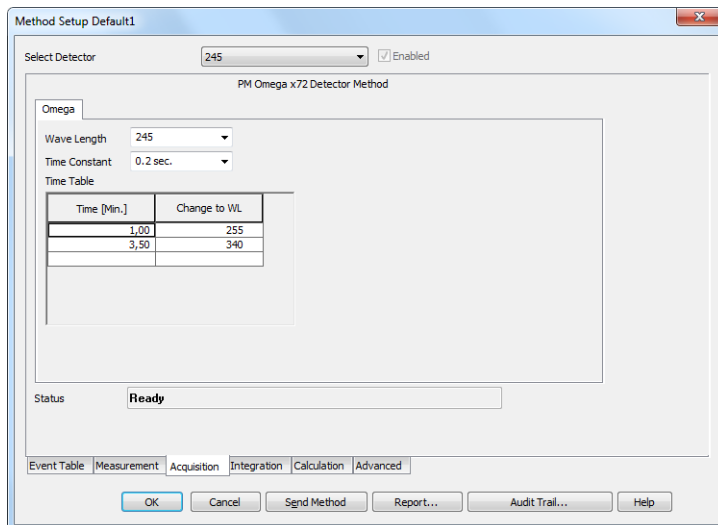 Method Setup Default1
Select Detector 245 Enabled
PM Omega x72 Detector Method
Omega
Wave Length 245
Time Constant 0.2 sec.
Time Table
Time [Min.] Change to WL
1,00 255
3,50 340
Status Ready
Event Table Measurement Acquisition Integration Calculation Advanced
OK Cancel Send Method Report... Audit Trail... Help